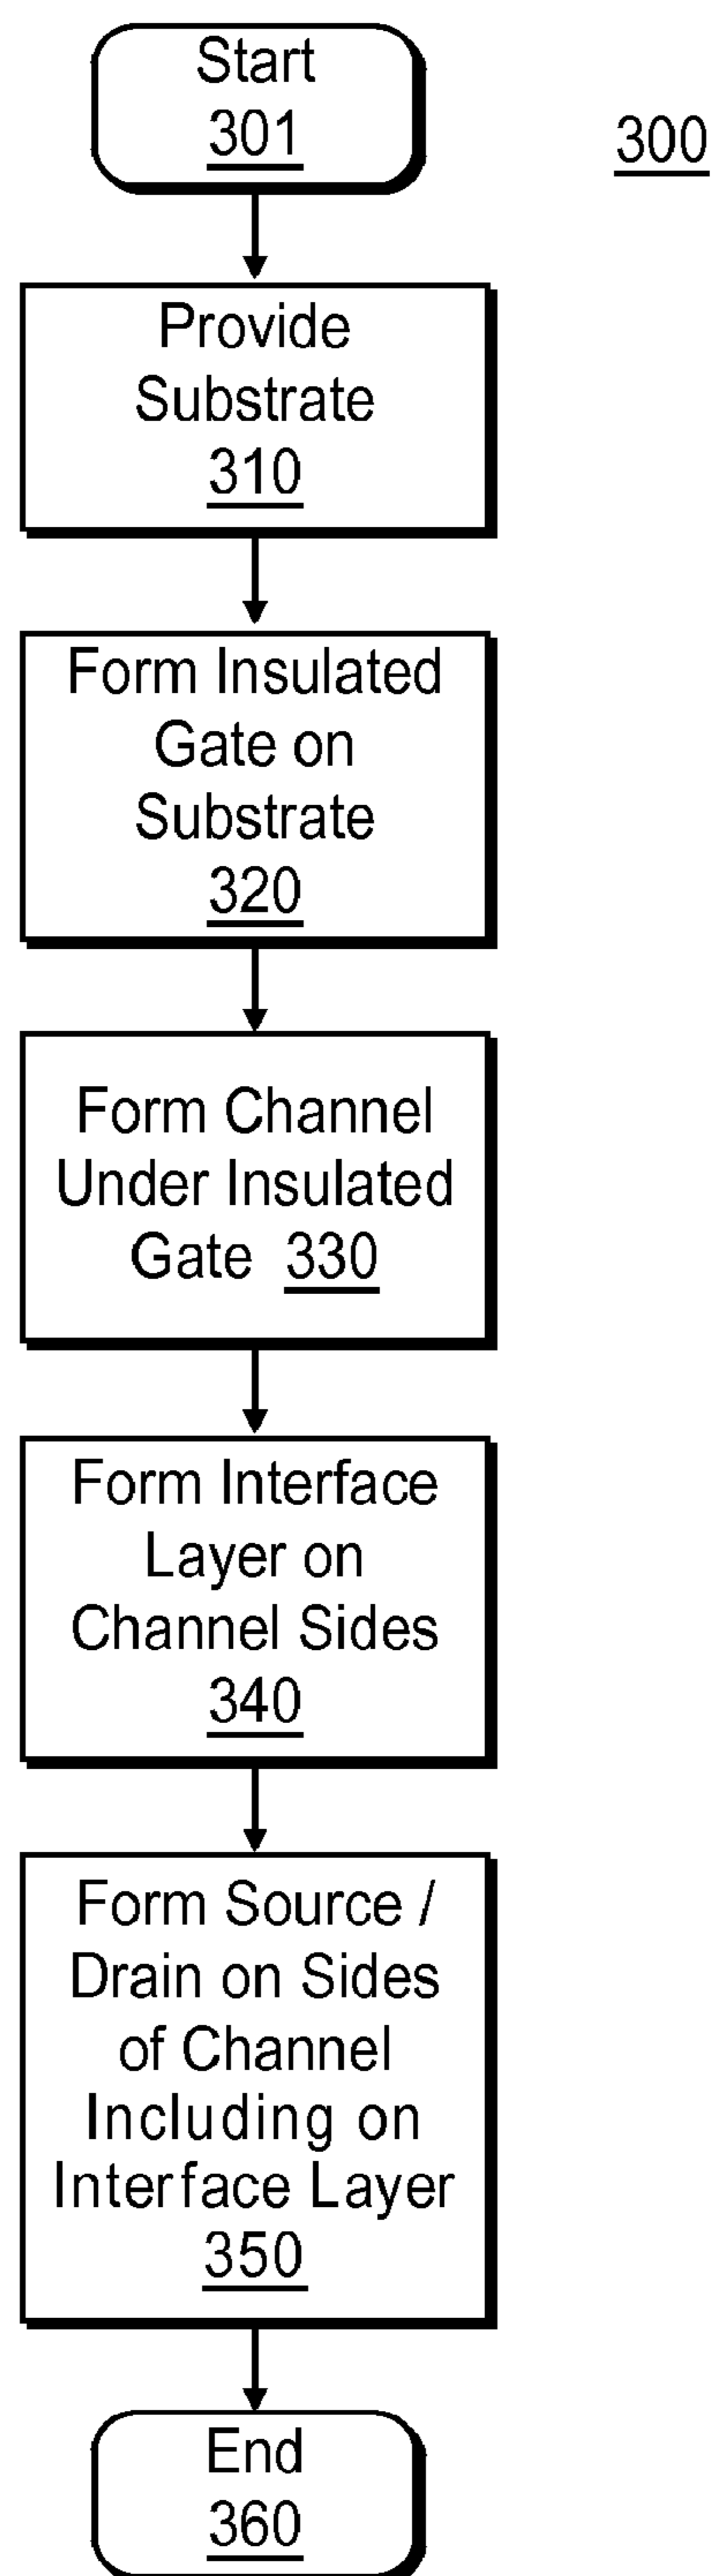 Start
301
300
Provide
Substrate
310
Form Insulated
Gate on
Substrate
320
Form Channel
Under Insulated
Gate 330
Form Interface
Layer on
Channel Sides
340
Form Source /
Drain on Sides
of Channel
Including on
Interface Layer
350
End
360